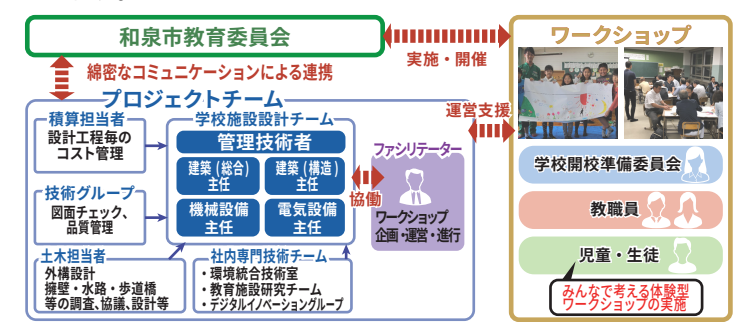 和泉市教育委員会
実施・開催
綿密なコミュニケーションによる連携
ワークショップ
プロジェクトチーム
運営支援
積算担当者
設計工程毎の
コスト管理
学校施設設計チーム
管理技術者
建築(総合)
主任
建築(構造)
主任
機械設備
主任
電気設備
主任
協働
ファシリテーター
ワークショップ
企画・運営・進行
技術グループ
図面チェック、
品質管理
土木担当者
外構設計
擁壁・水路・歩道橋
等の調査、協議、設計等
社内専門技術チーム
・環境統合技術室
・教育施設研究チーム
・デジタルイノベーショングループ
学校開校準備委員会
教職員
児童・生徒
みんなで考える体験型
ワークショップの実施